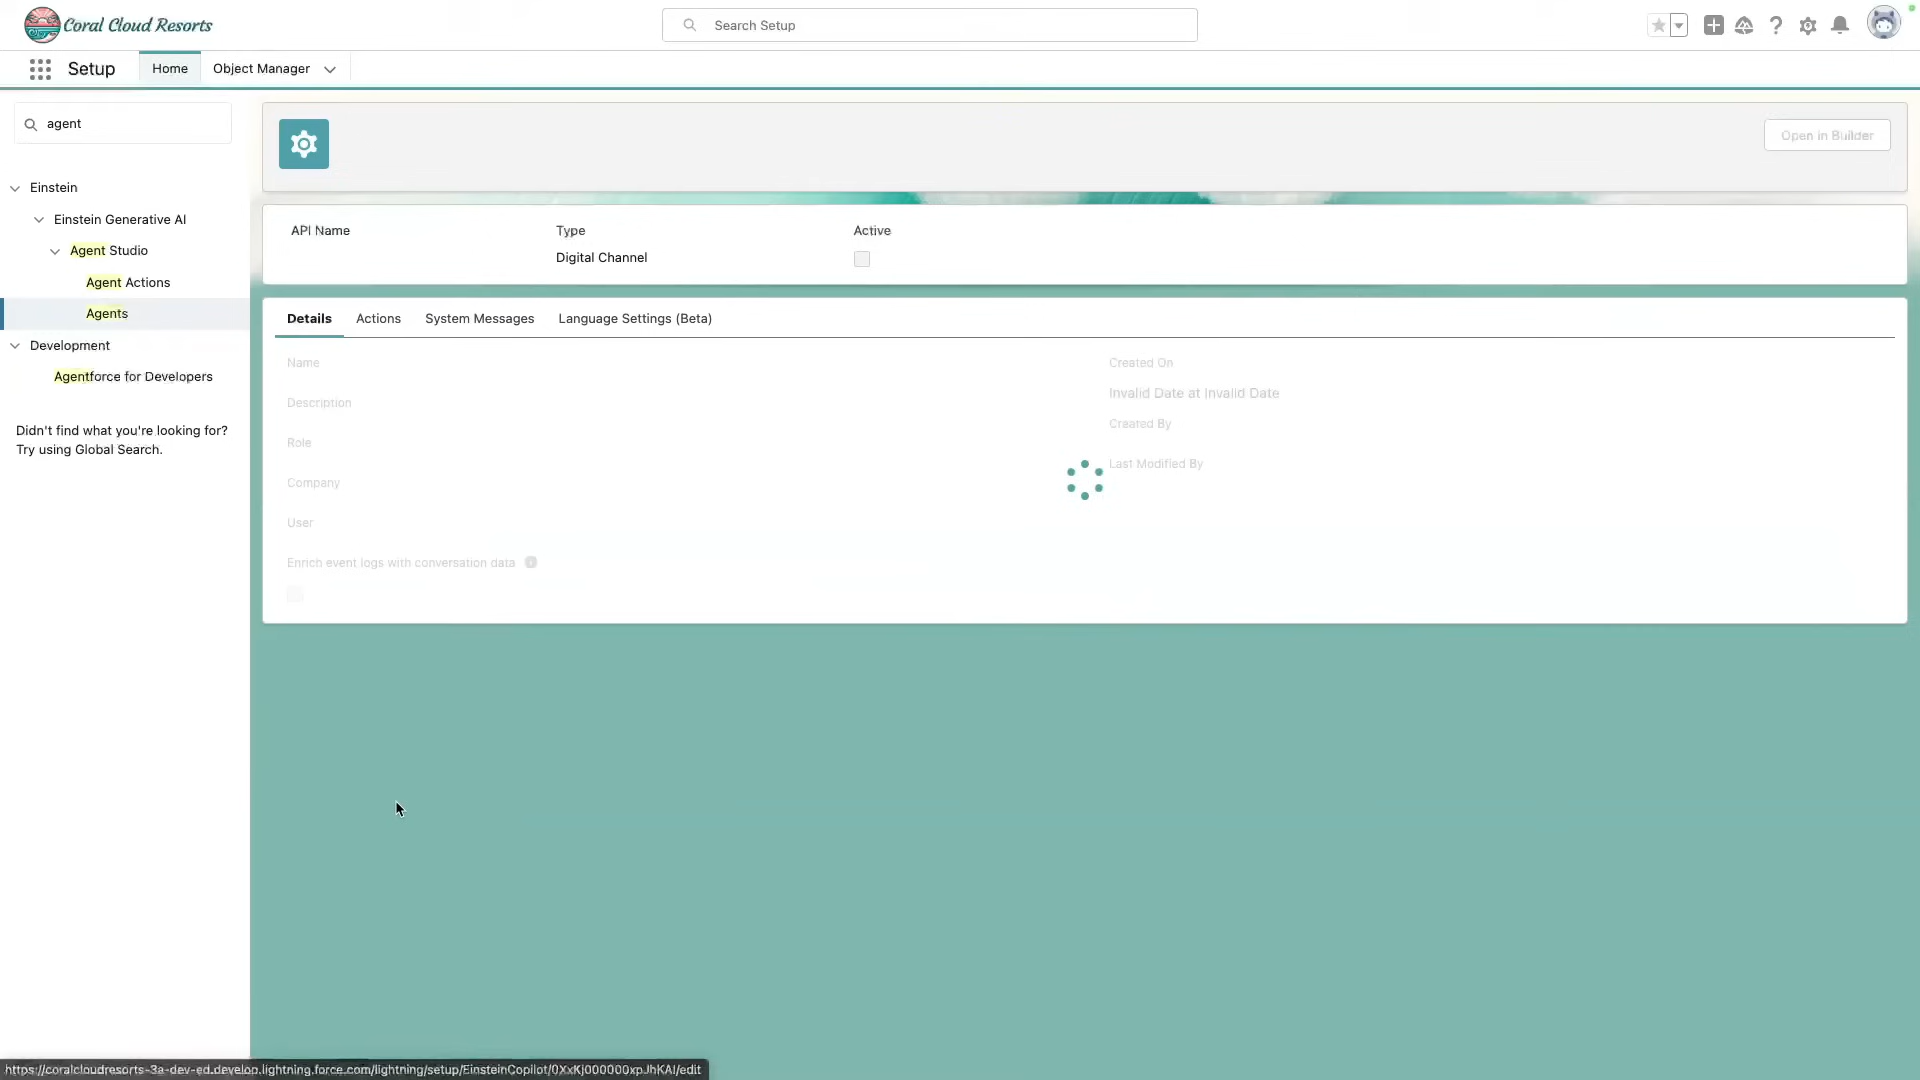 Coral Cloud Resorts
Search Setup
Setup
Home
Object Manager
agent
Open in Builder
Einstein
Einstein Generative AI
Agent Studio
Agent Actions
Agents
Development
Agentforce for Developers
Didn't find what you're looking for?
Try using Global Search.
API Name
Type
Active
Digital Channel
Details
Actions
System Messages
Language Settings (Beta)
Name
Created On
Invalid Date at Invalid Date
Description
Created By
Role
Last Modified By
Company
User
Enrich event logs with conversation data
https://coralcloudresorts-3a-dev-ed.develop.lightning.force.com/lightning/setup/EinsteinCopilot/0XxKj000000xpJhKAI/edit